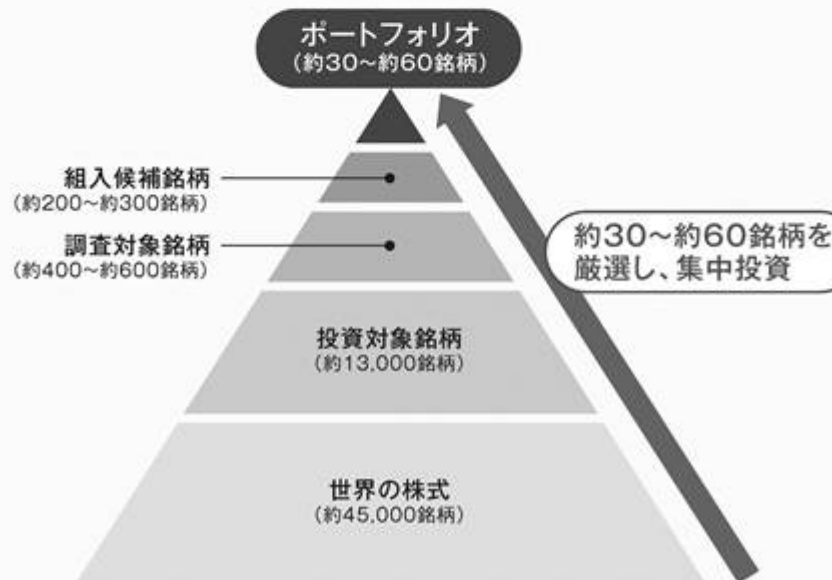 ポートフォリオ
(約30〜約60銘柄)
組入候補銘柄
(約200〜約300銘柄)
調査対象銘柄
(約400〜約600銘柄)
約30〜約60銘柄を
厳選し、集中投資
投資対象銘柄
(約13,000銘柄)
世界の株式
(約45,000銘柄)